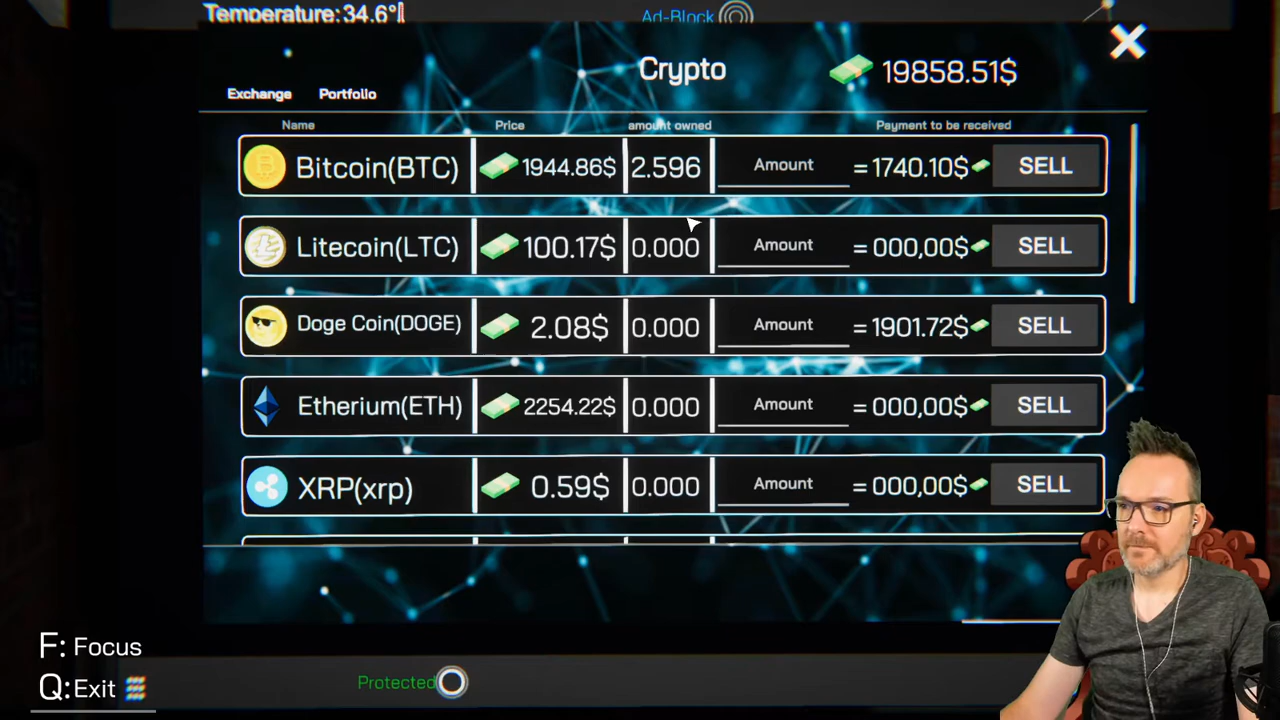 Temperature: 34.6°
Ad-Block
Crypto
19858.51$
Exchange Portfolio
Name Price amount owned Payment to be received
Bitcoin(BTC) 1944.86$ 2.596 Amount =1740.10$ SELL
Litecoin(LTC) 100.17$ 0.000 Amount = 000,00$ SELL
Doge Coin(DOGE) 2.08$ 0.000 Amount =1901.72$ SELL
Etherium(ETH) 2254.22$ 0.000 Amount = 000,00$ SELL
XRP(xrp) 0.59$ 0.000 Amount = 000,00$ SELL
F: Focus
Q: Exit
Protected